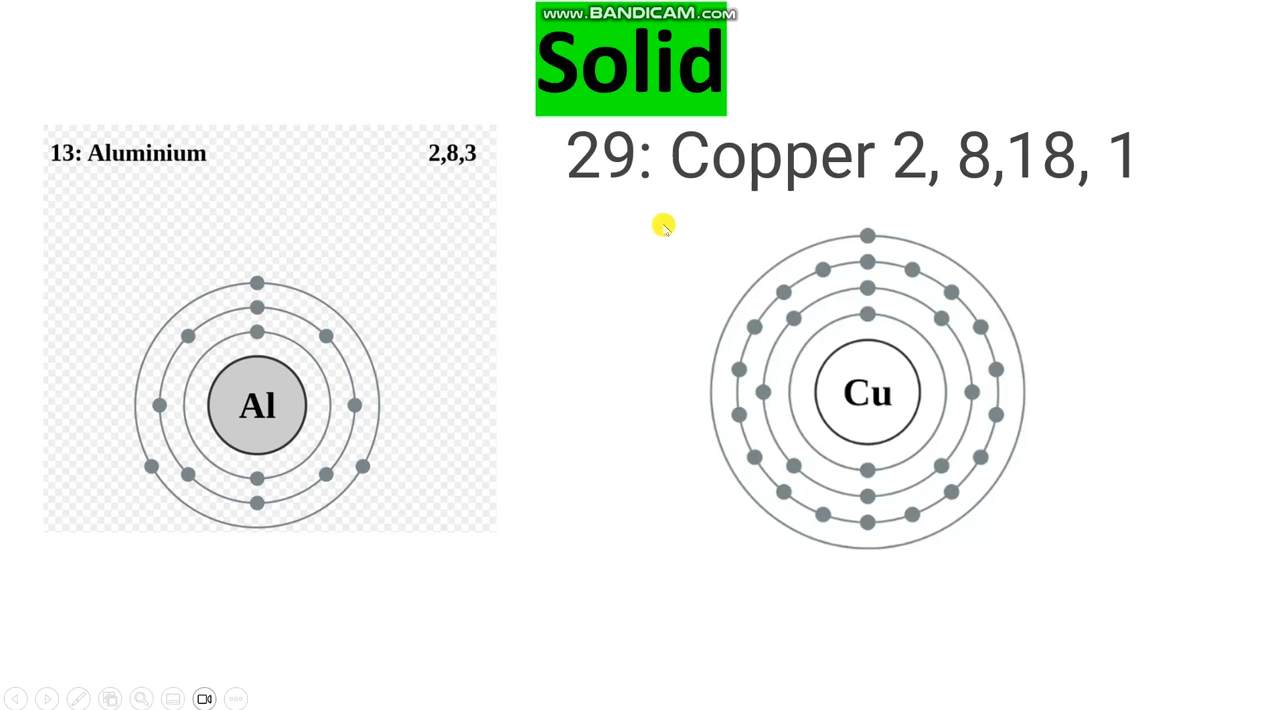 WWW.BANDICAM.COM
Solid
13: Aluminium 2,8,3
29: Copper 2, 8,18, 1
Al
Cu